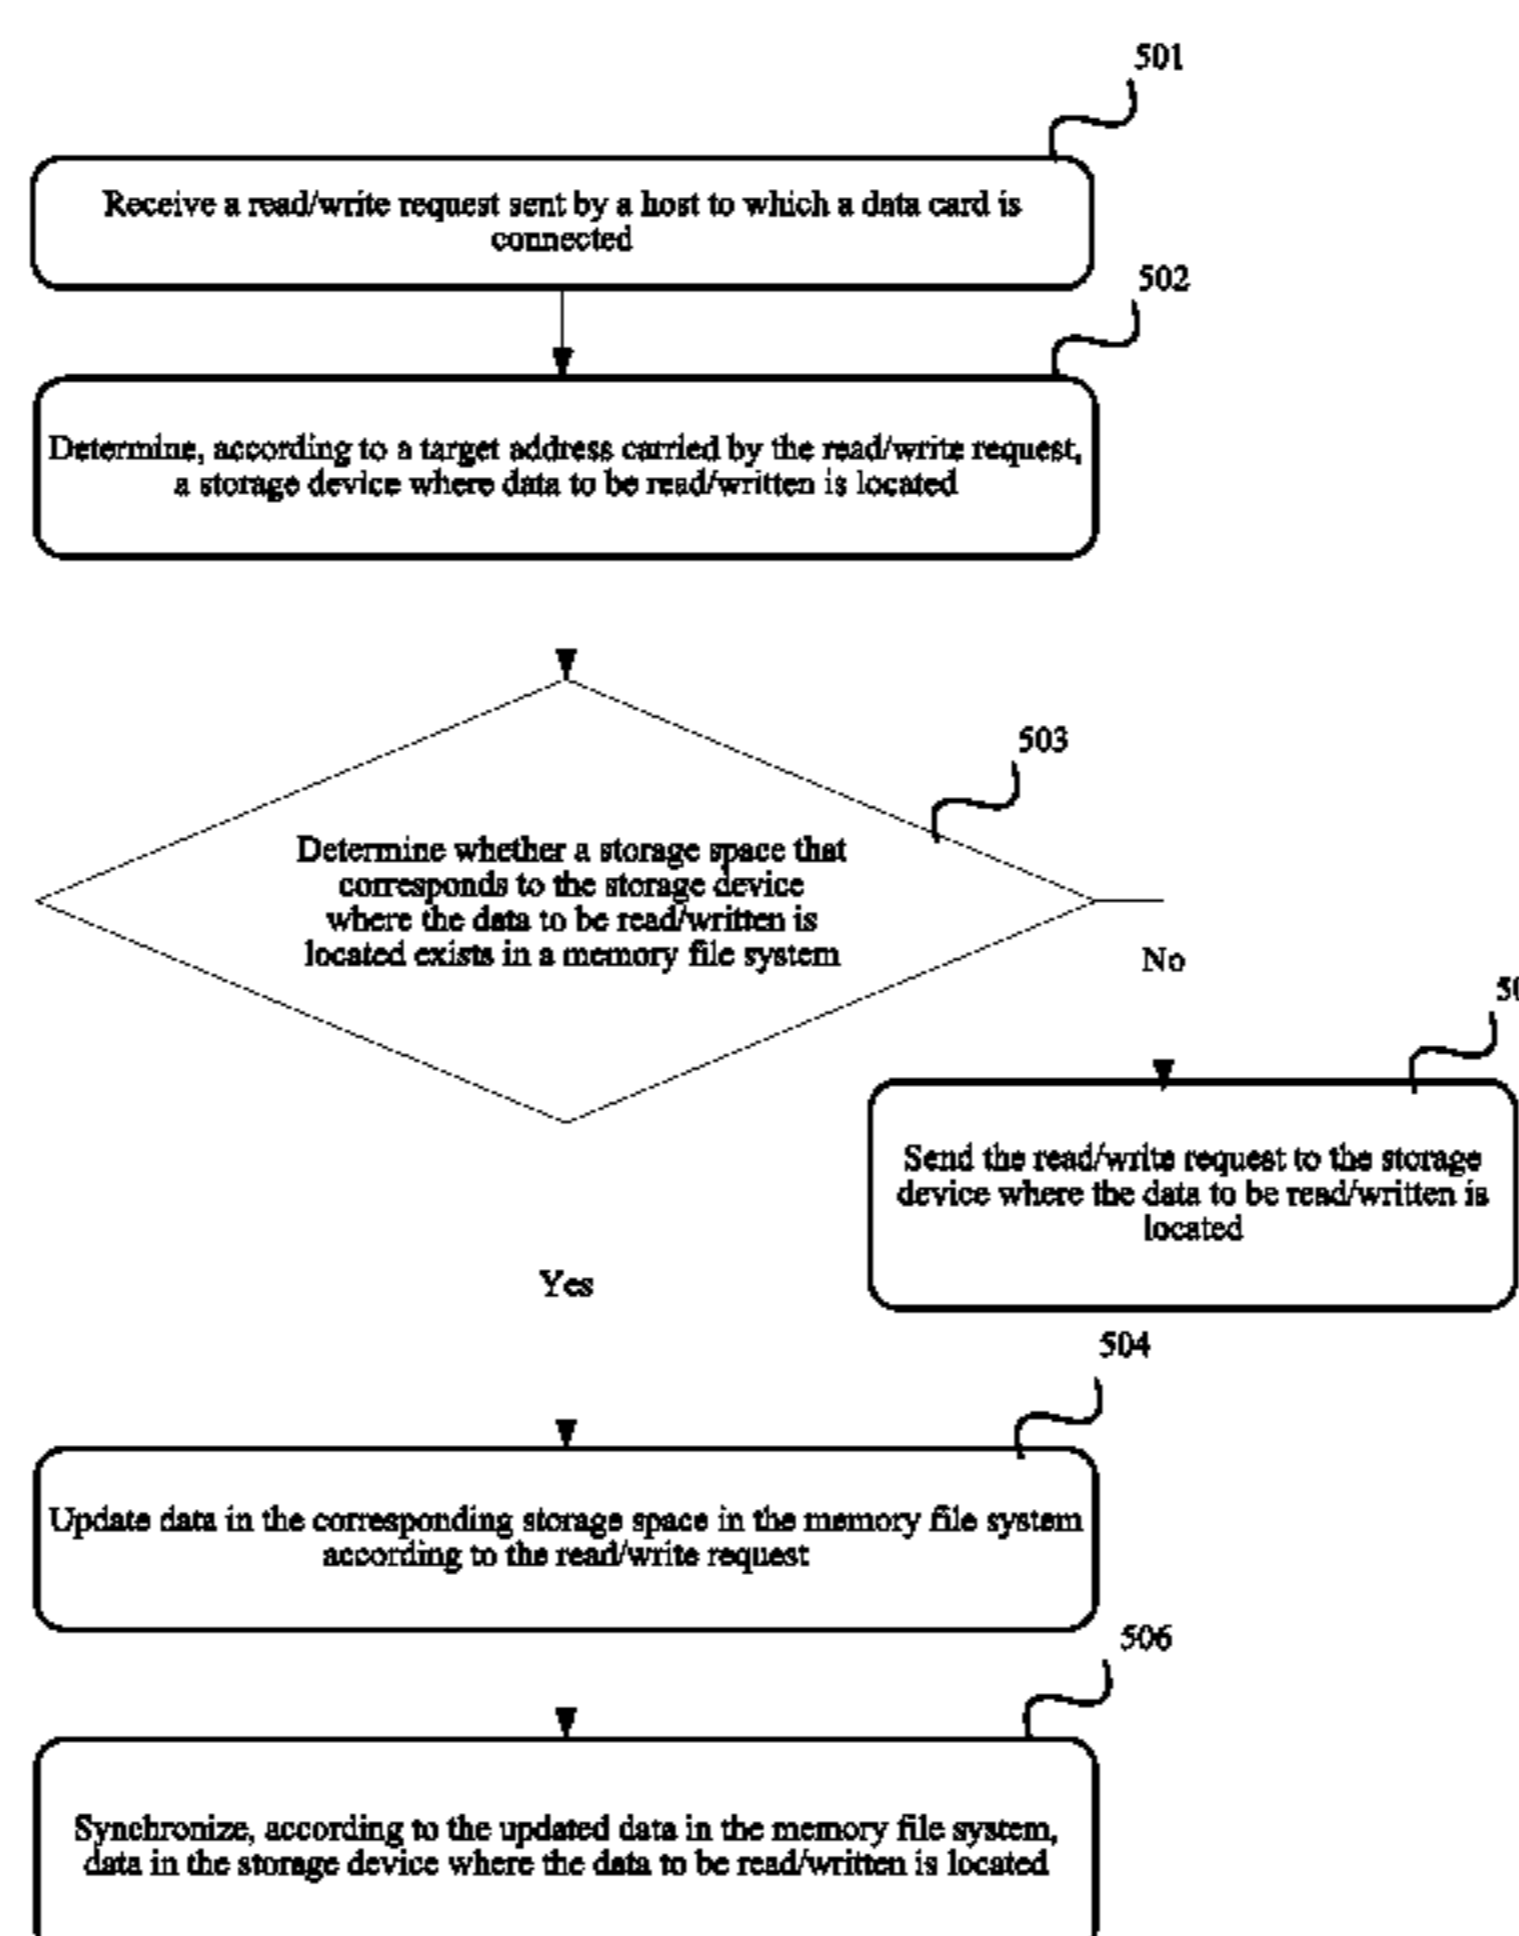 501
Receive a read/write request sent by a host to which a data card is
connected
502
Determine, according to a target address carried by the read/write request,
a storage device where data to be read/written is located
503
Determine whether a storage space that
corresponds to the storage device
where the data to be read/written is
located exists in a memory file system
No
Send the read/write request to the storage
device where the data to be read/written is
located
Yes
504
Update data in the corresponding storage space in the memory file system
according to the read/write request
506
Synchronize, according to the updated data in the memory file system,
data in the storage device where the data to be read/written is located